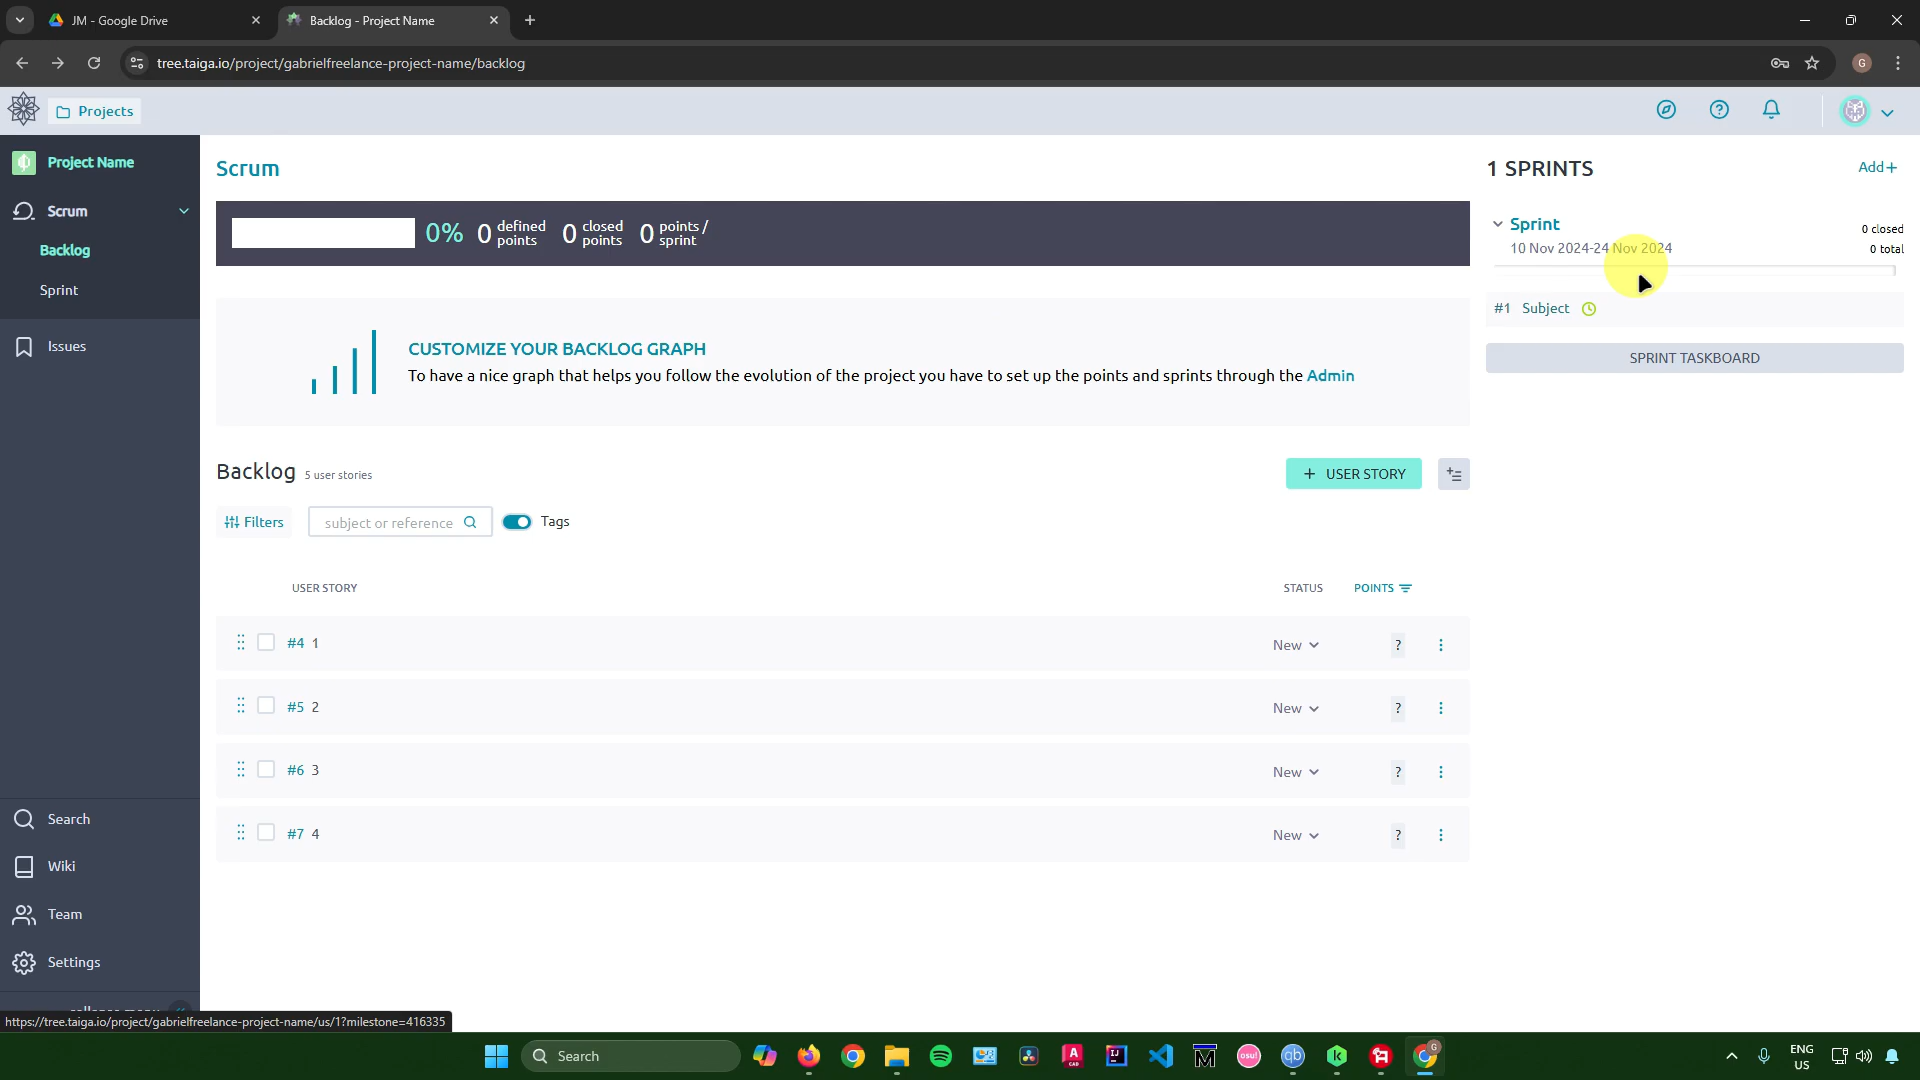 JM - Google Drive
Backlog - Project Name
tree.taiga.io/project/gabrielfreelance-project-name/backlog
G
Projects
Project Name
Scrum
Backlog
Sprint
Issues
Search
Wiki
Team
Settings
Scrum
0% 0 defined points 0 closed points 0 points / sprint
CUSTOMIZE YOUR BACKLOG GRAPH
To have a nice graph that helps you follow the evolution of the project you have to set up the points and sprints through the Admin
Backlog 5 user stories
+ USER STORY
Filters
subject or reference
Tags
USER STORY STATUS POINTS
#4 1 New ?
#5 2 New ?
#6 3 New ?
#7 4 New ?
1 SPRINTS
Add+
Sprint
0 closed
10 Nov 2024-24 Nov 2024
0 total
#1 Subject
SPRINT TASKBOARD
https://tree.taiga.io/project/gabrielfreelance-project-name/us/1?milestone=416335
Search
ENG
US